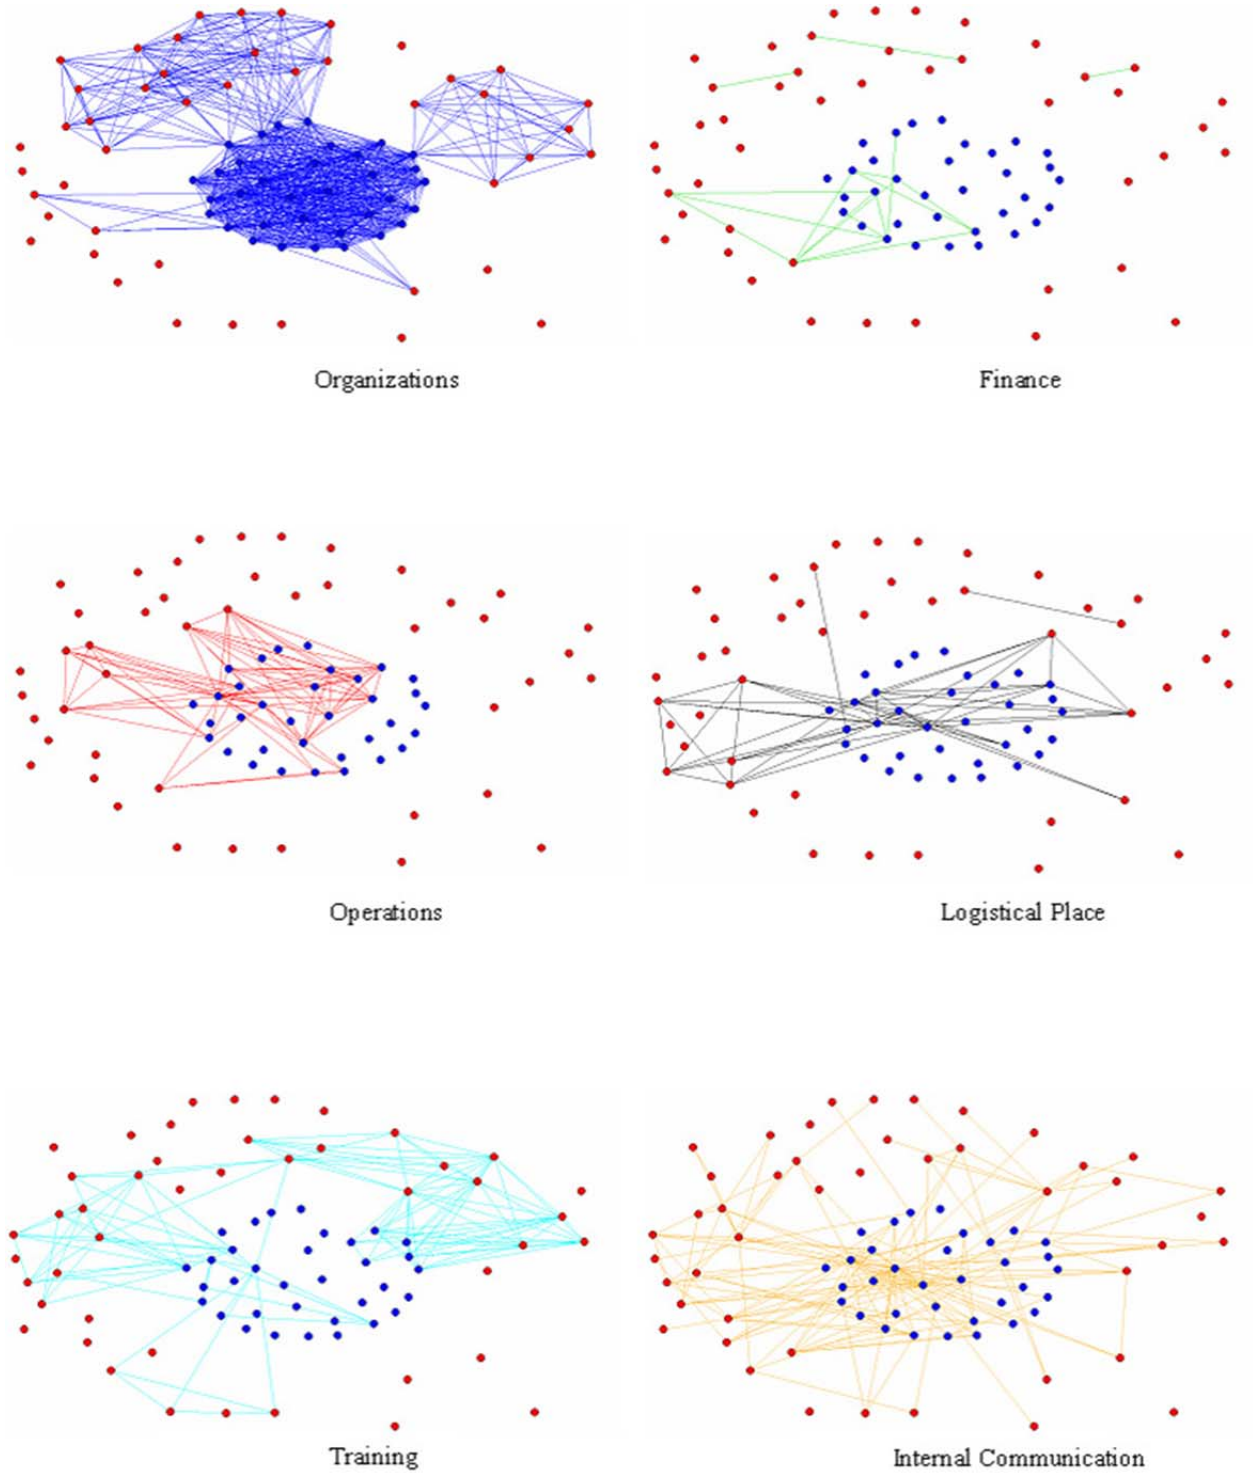 Organizations
Finance
Operations
Logistical Place
Training
Internal Communication